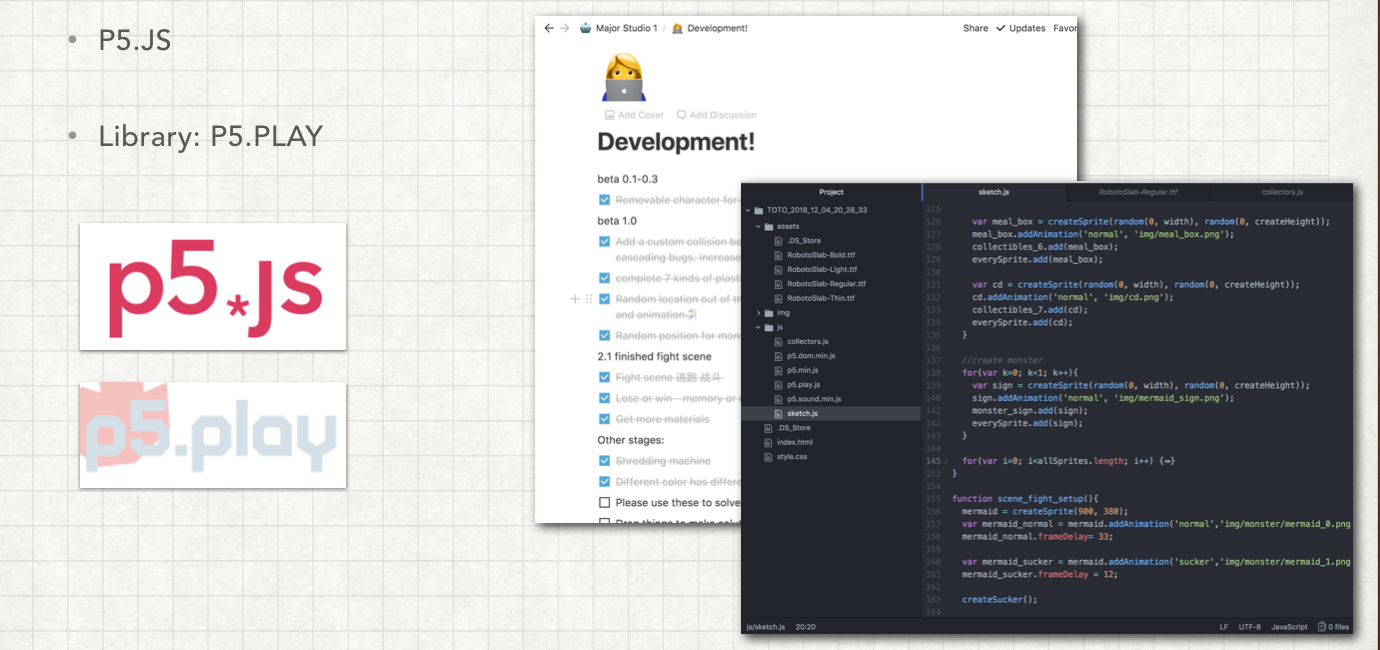 P5.JS
Library: P5.PLAY
p5*js
p5.play
Major Studio 1 / Development!
Share Updates Favor
Add Cover Add Discussion
Development!
beta 0.1-0.3
Removable character for
beta 1.0
Add a custom collision bo
cascading bugs. Increase
complete 7 kinds of plast
Random location out of th
and animation
Random position for mon
2.1 finished fight scene
Fight scene 逃跑 战斗
Lose or win - memory or
Get more materials
Other stages:
Shredding machine
Different color has differe
Please use these to solve
Project
TOTO_2018_12_04_20_28_33
assets
.DS_Store
RobotoSlab-Bold.ttf
RobotoSlab-Light.ttf
RobotoSlab-Regular.ttf
RobotoSlab-Thin.ttf
img
js
collectors.js
p5.dom.min.js
p5.min.js
p5.play.js
p5.sound.min.js
sketch.js
.DS_Store
index.html
style.css
sketch.js RobotoSlab-Regular.ttf collectors.js
125
126 var meal_box = createSprite(random(0, width), random(0, createHeight));
127 meal_box.addAnimation('normal', 'img/meal_box.png');
128 collectibles_6.add(meal_box);
129 everySprite.add(meal_box);
130
131 var cd = createSprite(random(0, width), random(0, createHeight));
132 cd.addAnimation('normal', 'img/cd.png');
133 collectibles_7.add(cd);
134 everySprite.add(cd);
135 }
136
137 //create monster
138 for(var k=0; k<1; k++){
139 var sign = createSprite(random(0, width), random(0, createHeight));
140 sign.addAnimation('normal', 'img/mermaid_sign.png');
141 monster_sign.add(sign);
142 everySprite.add(sign);
143 }
144
145 for(var i=0; i<allSprites.length; i++) {}
153 }
154
155 function scene_fight_setup(){
156 mermaid = createSprite(900, 380);
157 var mermaid_normal = mermaid.addAnimation('normal','img/monster/mermaid_0.png
158 mermaid_normal.frameDelay= 33;
159
160 var mermaid_sucker = mermaid.addAnimation('sucker','img/monster/mermaid_1.png
161 mermaid_sucker.frameDelay = 12;
162
163 createSucker();
164
js/sketch.js 20:20 LF UTF-8 JavaScript 0 files